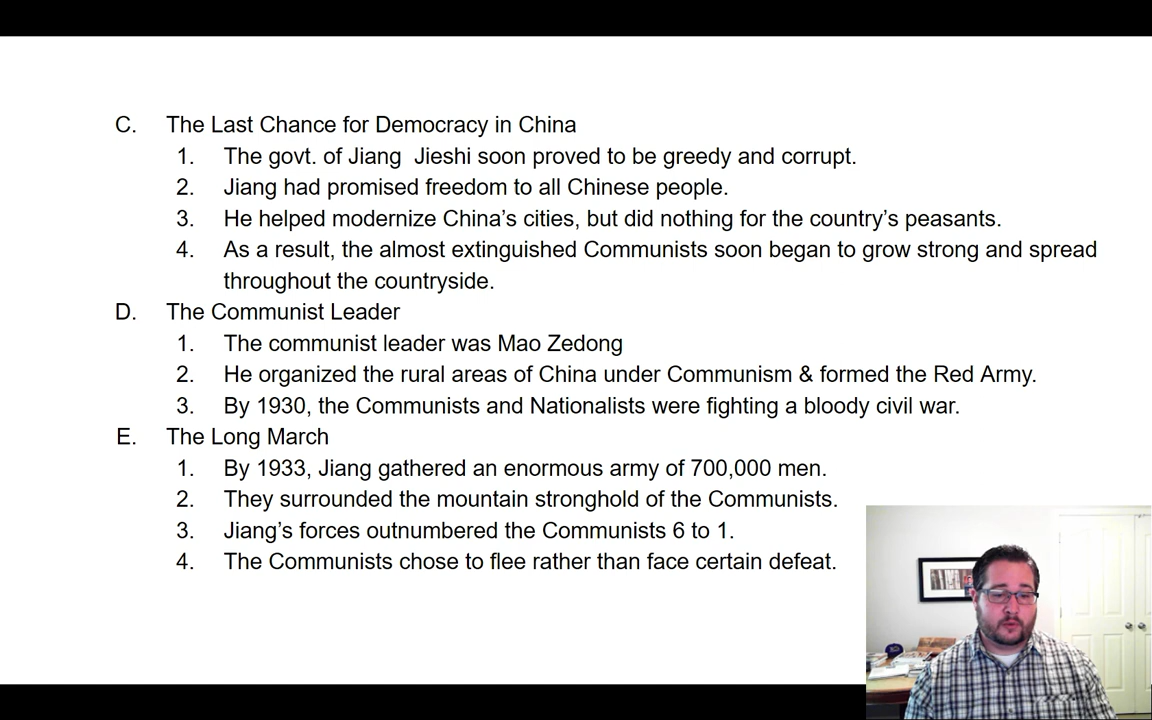 C. The Last Chance for Democracy in China
1. The govt. of Jiang  Jieshi soon proved to be greedy and corrupt.
2. Jiang had promised freedom to all Chinese people.
3. He helped modernize China’s cities, but did nothing for the country’s peasants.
4. As a result, the almost extinguished Communists soon began to grow strong and spread
throughout the countryside.
D. The Communist Leader
1. The communist leader was Mao Zedong
2. He organized the rural areas of China under Communism & formed the Red Army.
3. By 1930, the Communists and Nationalists were fighting a bloody civil war.
E. The Long March
1. By 1933, Jiang gathered an enormous army of 700,000 men.
2. They surrounded the mountain stronghold of the Communists.
3. Jiang’s forces outnumbered the Communists 6 to 1.
4. The Communists chose to flee rather than face certain defeat.